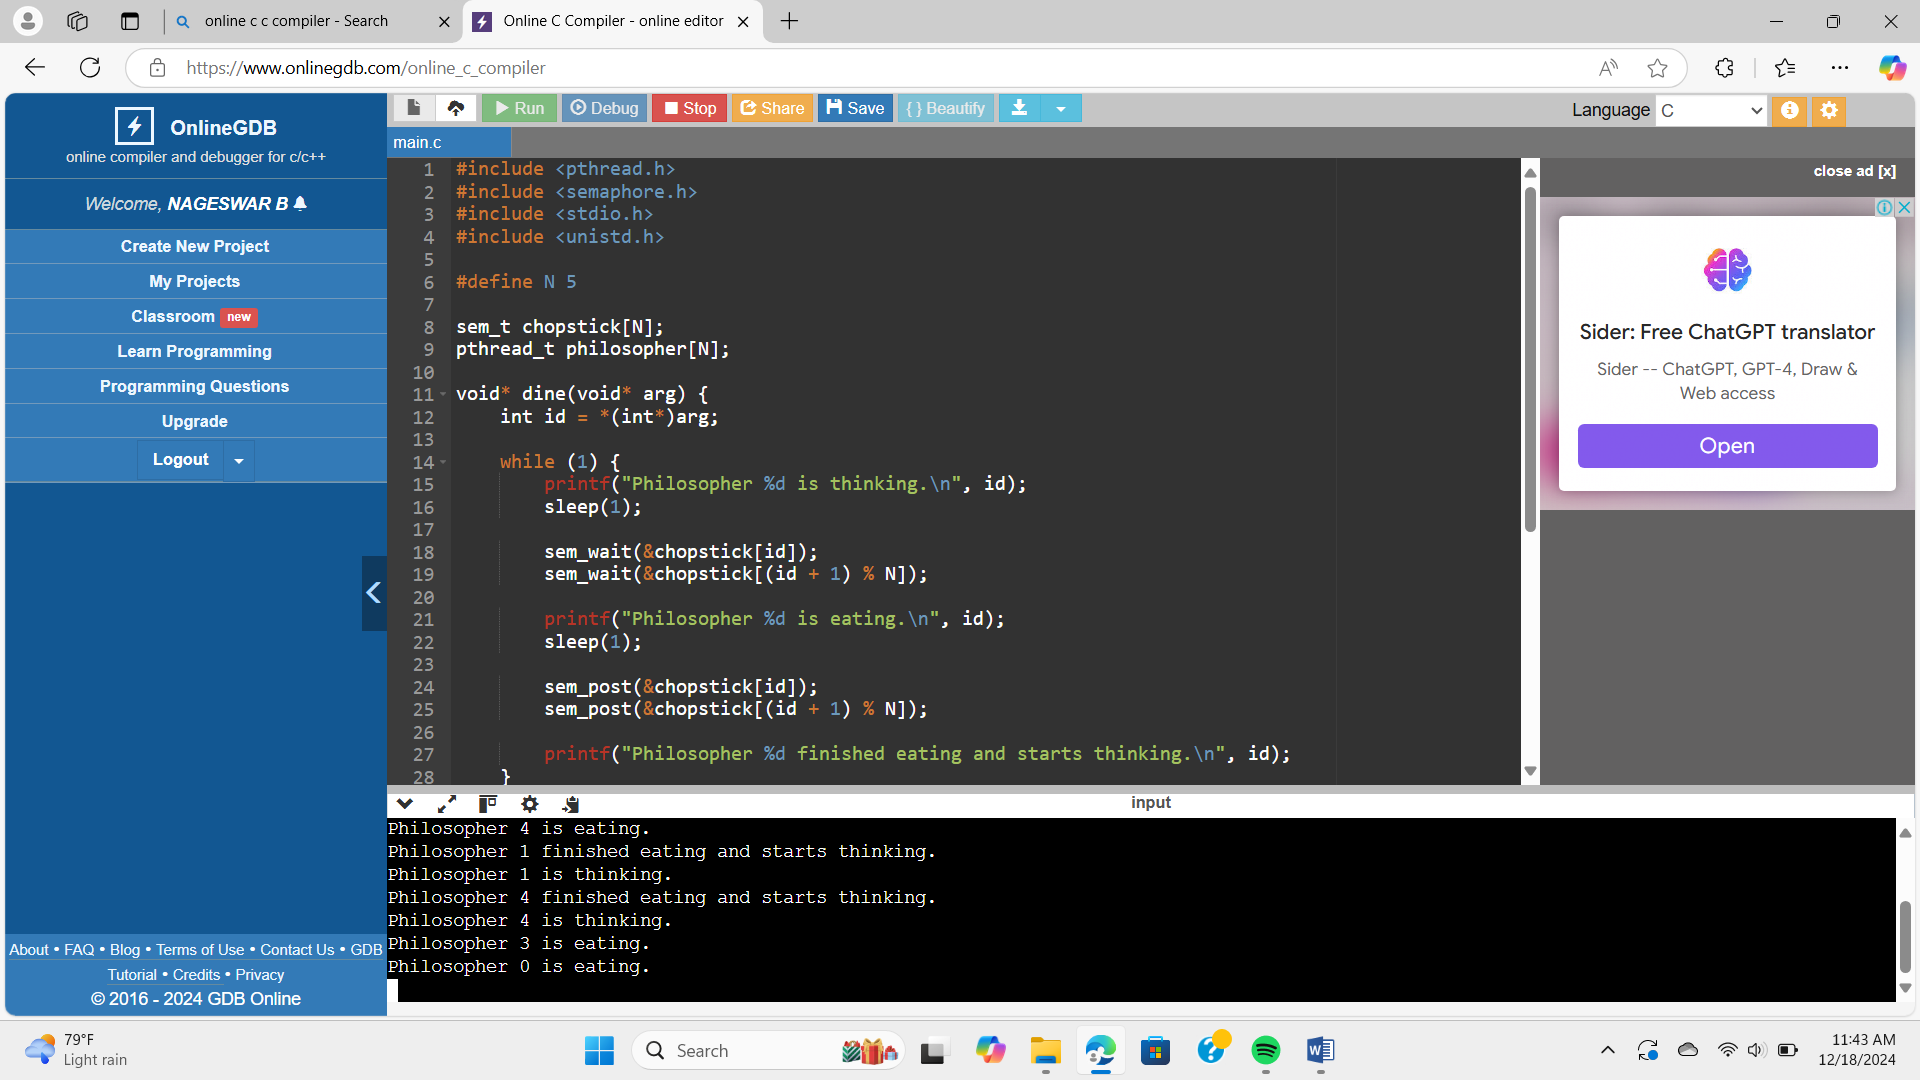 online c c compiler - Search
Online C Compiler - online editor
https://www.onlinegdb.com/online_c_compiler
OnlineGDB
online compiler and debugger for c/c++
Welcome, NAGESWAR B
Create New Project
My Projects
Classroom new
Learn Programming
Programming Questions
Upgrade
Logout
About • FAQ • Blog • Terms of Use • Contact Us • GDB
Tutorial • Credits • Privacy
© 2016 - 2024 GDB Online
Run Debug Stop Share Save { } Beautify
Language C
main.c
1 #include <pthread.h>
2 #include <semaphore.h>
3 #include <stdio.h>
4 #include <unistd.h>
5
6 #define N 5
7
8 sem_t chopstick[N];
9 pthread_t philosopher[N];
10
11 void* dine(void* arg) {
12 int id = *(int*)arg;
13
14 while (1) {
15 printf("Philosopher %d is thinking.\n", id);
16 sleep(1);
17
18 sem_wait(&chopstick[id]);
19 sem_wait(&chopstick[(id + 1) % N]);
20
21 printf("Philosopher %d is eating.\n", id);
22 sleep(1);
23
24 sem_post(&chopstick[id]);
25 sem_post(&chopstick[(id + 1) % N]);
26
27 printf("Philosopher %d finished eating and starts thinking.\n", id);
28 }
close ad [x]
Sider: Free ChatGPT translator
Sider -- ChatGPT, GPT-4, Draw &
Web access
Open
input
Philosopher 4 is eating.
Philosopher 1 finished eating and starts thinking.
Philosopher 1 is thinking.
Philosopher 4 finished eating and starts thinking.
Philosopher 4 is thinking.
Philosopher 3 is eating.
Philosopher 0 is eating.
79°F
Light rain
Search
11:43 AM
12/18/2024